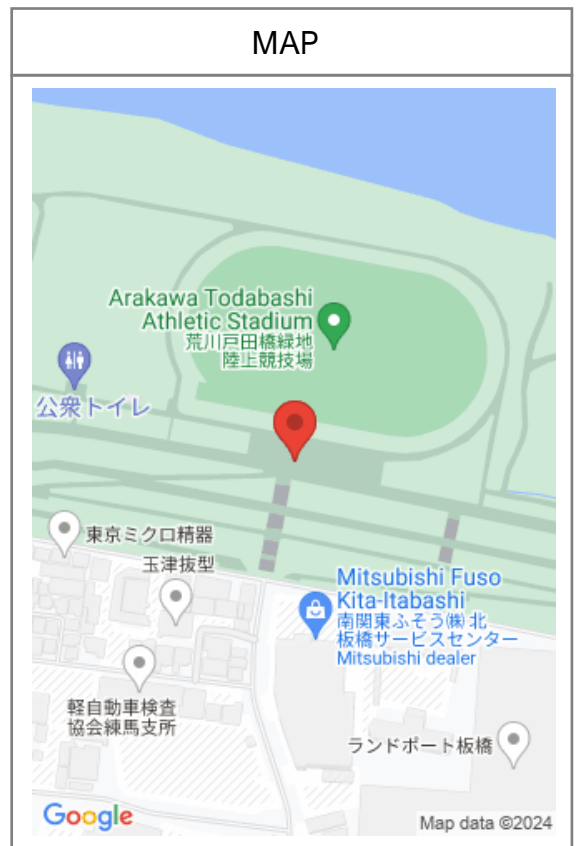 MAP
Arakawa Todabashi
Athletic Stadium
荒川戸田橋緑地
陸上競技場
公衆トイレ
東京ミクロ精器
玉津抜型
Mitsubishi Fuso
Kita-Itabashi
南関東ふそう㈱北
板橋サービスセンター
Mitsubishi dealer
軽自動車検査
協会練馬支所
ランドポート板橋
Google
Map data ©2024